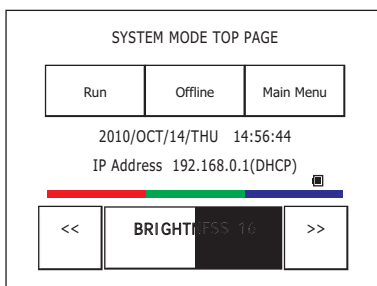 SYSTEM MODE TOP PAGE
Run Offline Main Menu
2010/OCT/14/THU 14:56:44
IP Address 192.168.0.1(DHCP)
<< BRIGHTNESS 16 >>